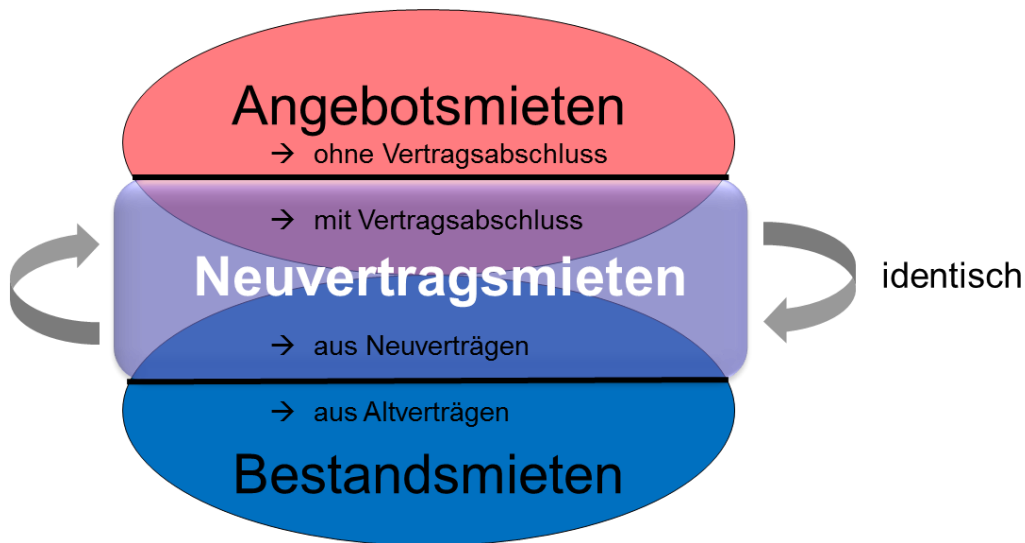 Angebotsmieten
→ ohne Vertragsabschluss
→ mit Vertragsabschluss
Neuvertragsmieten
identisch
→ aus Neuverträgen
→ aus Altverträgen
Bestandsmieten